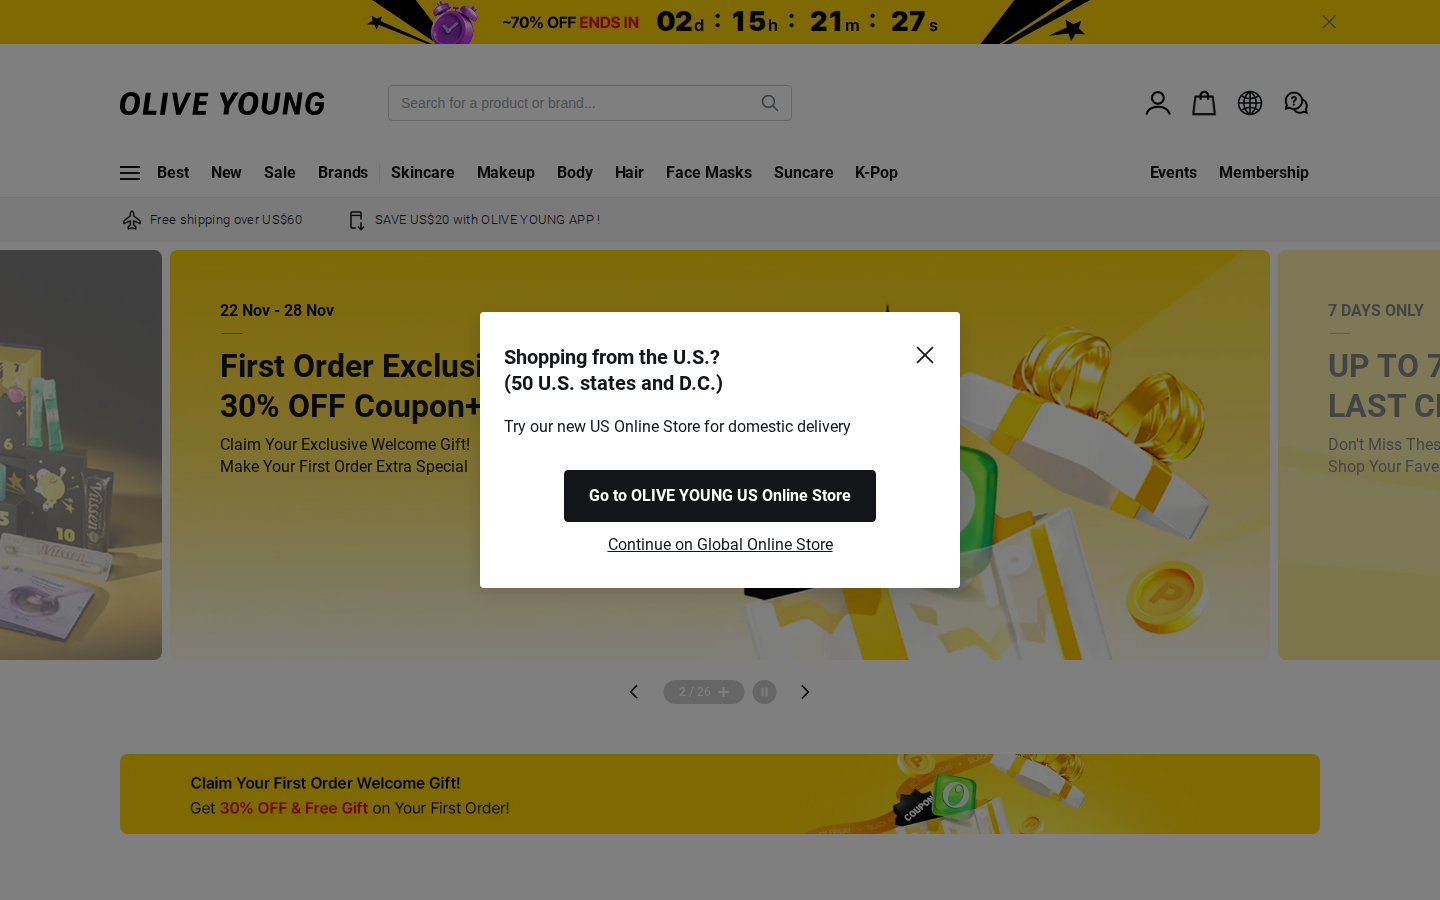 ~70% OFF ENDS IN 02d : 15h : 21m : 27s
OLIVE YOUNG
Search for a product or brand...
Best New Sale Brands Skincare Makeup Body Hair Face Masks Suncare K-Pop Events Membership
Free shipping over US$60
SAVE US$20 with OLIVE YOUNG APP !
22 Nov - 28 Nov
First Order Exclusi
30% OFF Coupon+
Claim Your Exclusive Welcome Gift!
Make Your First Order Extra Special
Shopping from the U.S.?
(50 U.S. states and D.C.)
Try our new US Online Store for domestic delivery
Go to OLIVE YOUNG US Online Store
Continue on Global Online Store
7 DAYS ONLY
UP TO 7
LAST C
Don't Miss Thes
Shop Your Fave
6
10
Vussen
Vussen
P
2 / 26
Claim Your First Order Welcome Gift!
Get 30% OFF & Free Gift on Your First Order!
COUPON
P